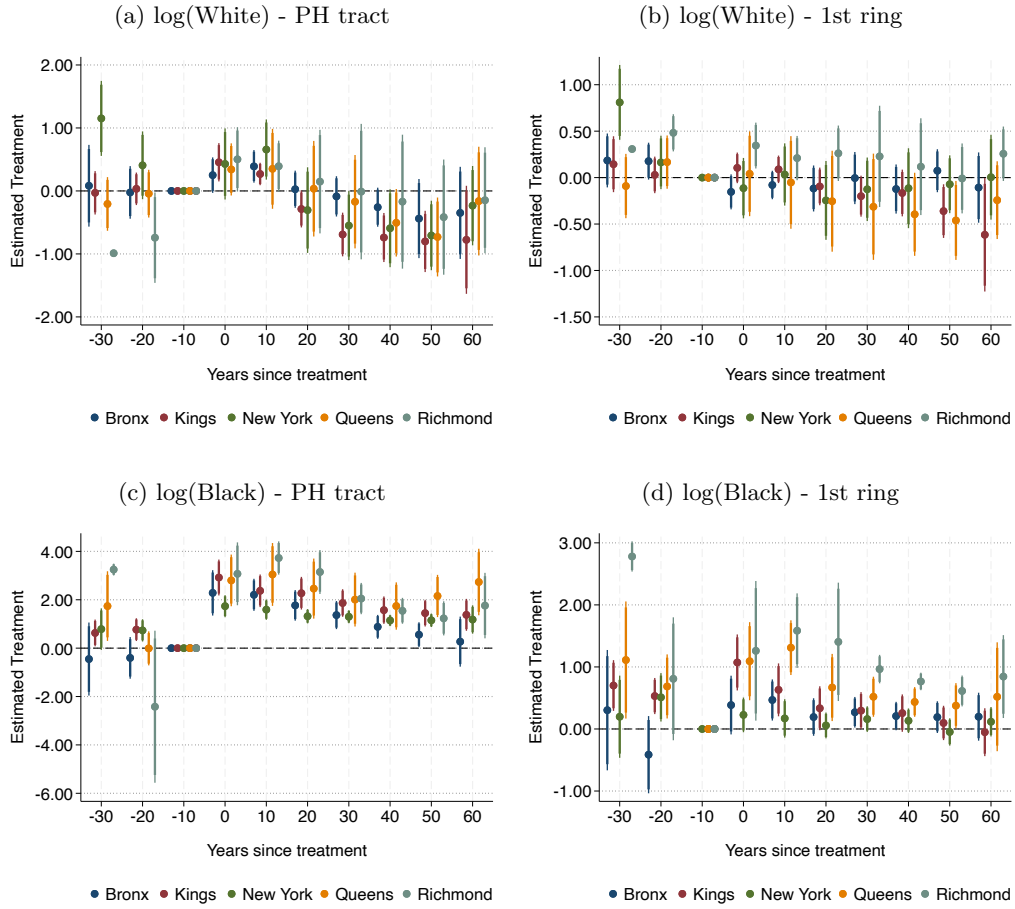 (a) log(White) - PH tract
Estimated Treatment
2.00
1.00
0.00
-1.00
-2.00
-30 -20 -10 0 10 20 30 40 50 60
Years since treatment
Bronx Kings New York Queens Richmond
(b) log(White) - 1st ring
Estimated Treatment
1.00
0.50
0.00
-0.50
-1.00
-1.50
-30 -20 -10 0 10 20 30 40 50 60
Years since treatment
Bronx Kings New York Queens Richmond
(c) log(Black) - PH tract
Estimated Treatment
4.00
2.00
0.00
-2.00
-4.00
-6.00
-30 -20 -10 0 10 20 30 40 50 60
Years since treatment
Bronx Kings New York Queens Richmond
(d) log(Black) - 1st ring
Estimated Treatment
3.00
2.00
1.00
0.00
-1.00
-30 -20 -10 0 10 20 30 40 50 60
Years since treatment
Bronx Kings New York Queens Richmond